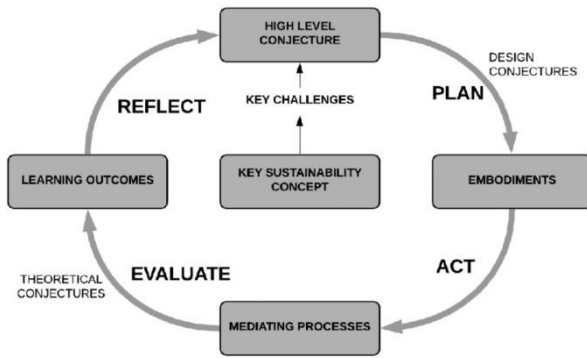 HIGH LEVEL
CONJECTURE
DESIGN
CONJECTURES
REFLECT
KEY CHALLENGES
PLAN
LEARNING OUTCOMES
KEY SUSTAINABILITY
CONCEPT
EMBODIMENTS
THEORETICAL
CONJECTURES
EVALUATE
ACT
MEDIATING PROCESSES